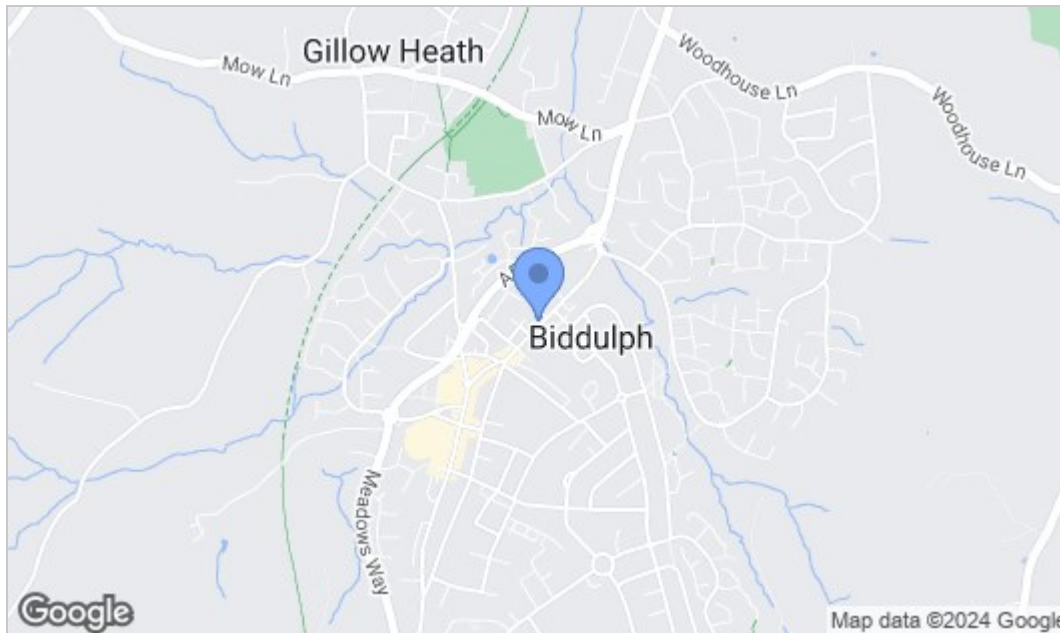 Gillow Heath
Mow Ln
Mow Ln
Woodhouse Ln
Woodhouse Ln
Biddulph
Meadows Way
Google
Map data ©2024 Google